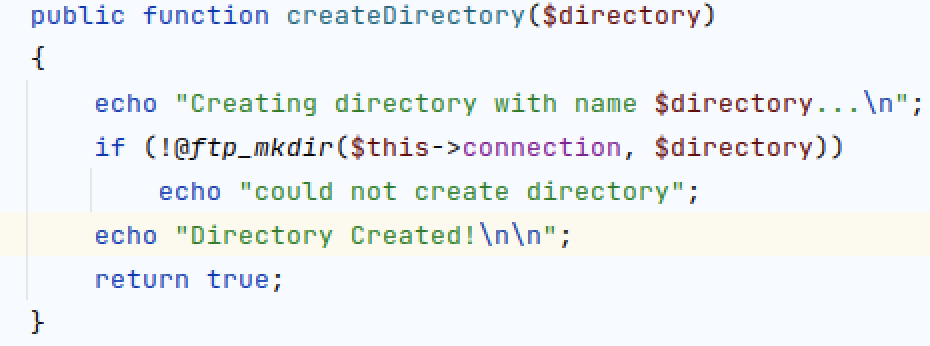 public function createDirectory($directory)
{
    echo "Creating directory with name $directory...\n";
    if (!@ftp_mkdir($this->connection, $directory))
        echo "could not create directory";
    echo "Directory Created!\n\n";
    return true;
}